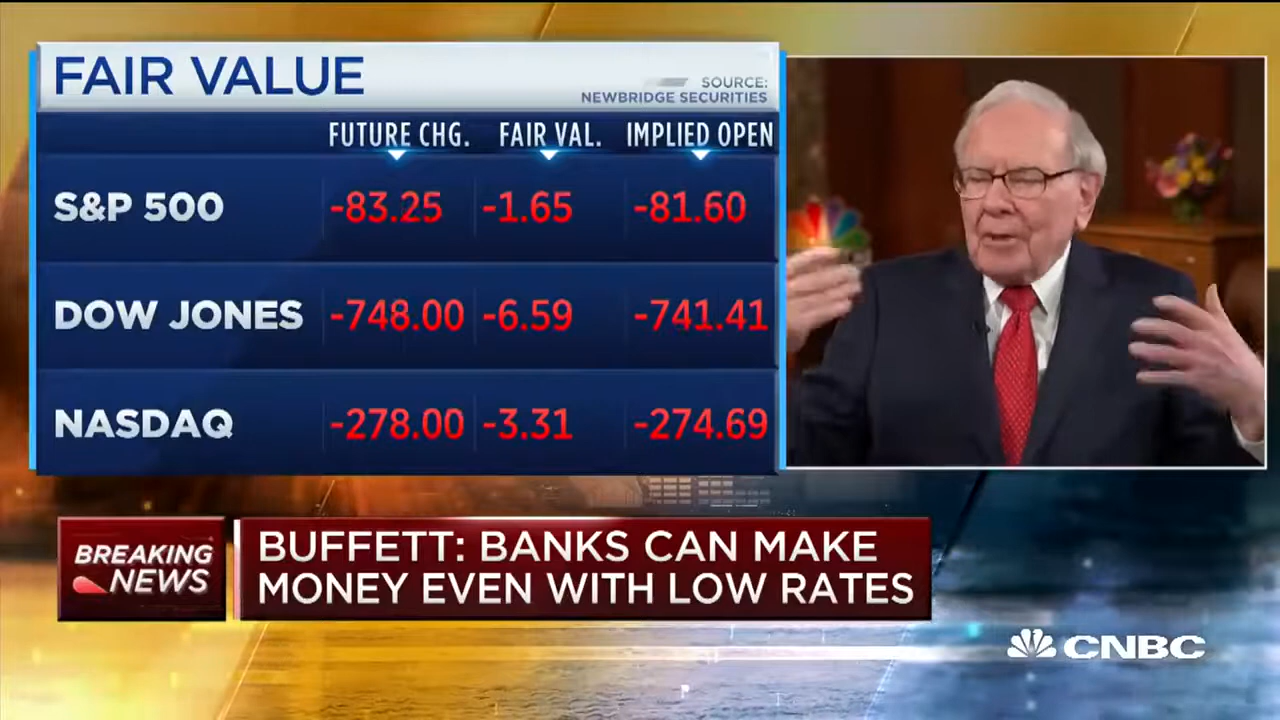 FAIR VALUE
SOURCE:
NEWBRIDGE SECURITIES
FUTURE CHG. FAIR VAL. IMPLIED OPEN
S&P 500 -83.25 -1.65 -81.60
DOW JONES -748.00 -6.59 -741.41
NASDAQ -278.00 -3.31 -274.69
BREAKING
NEWS
BUFFETT: BANKS CAN MAKE
MONEY EVEN WITH LOW RATES
CNBC